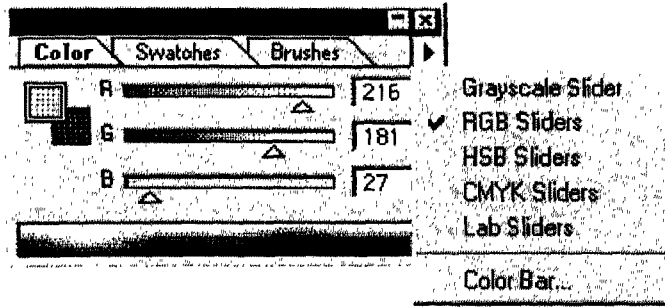 Color Swatches Brushes
R 216
G 181
B 27
Grayscale Slider
RGB Sliders
HSB Sliders
CMYK Sliders
Lab Sliders
Color Bar...